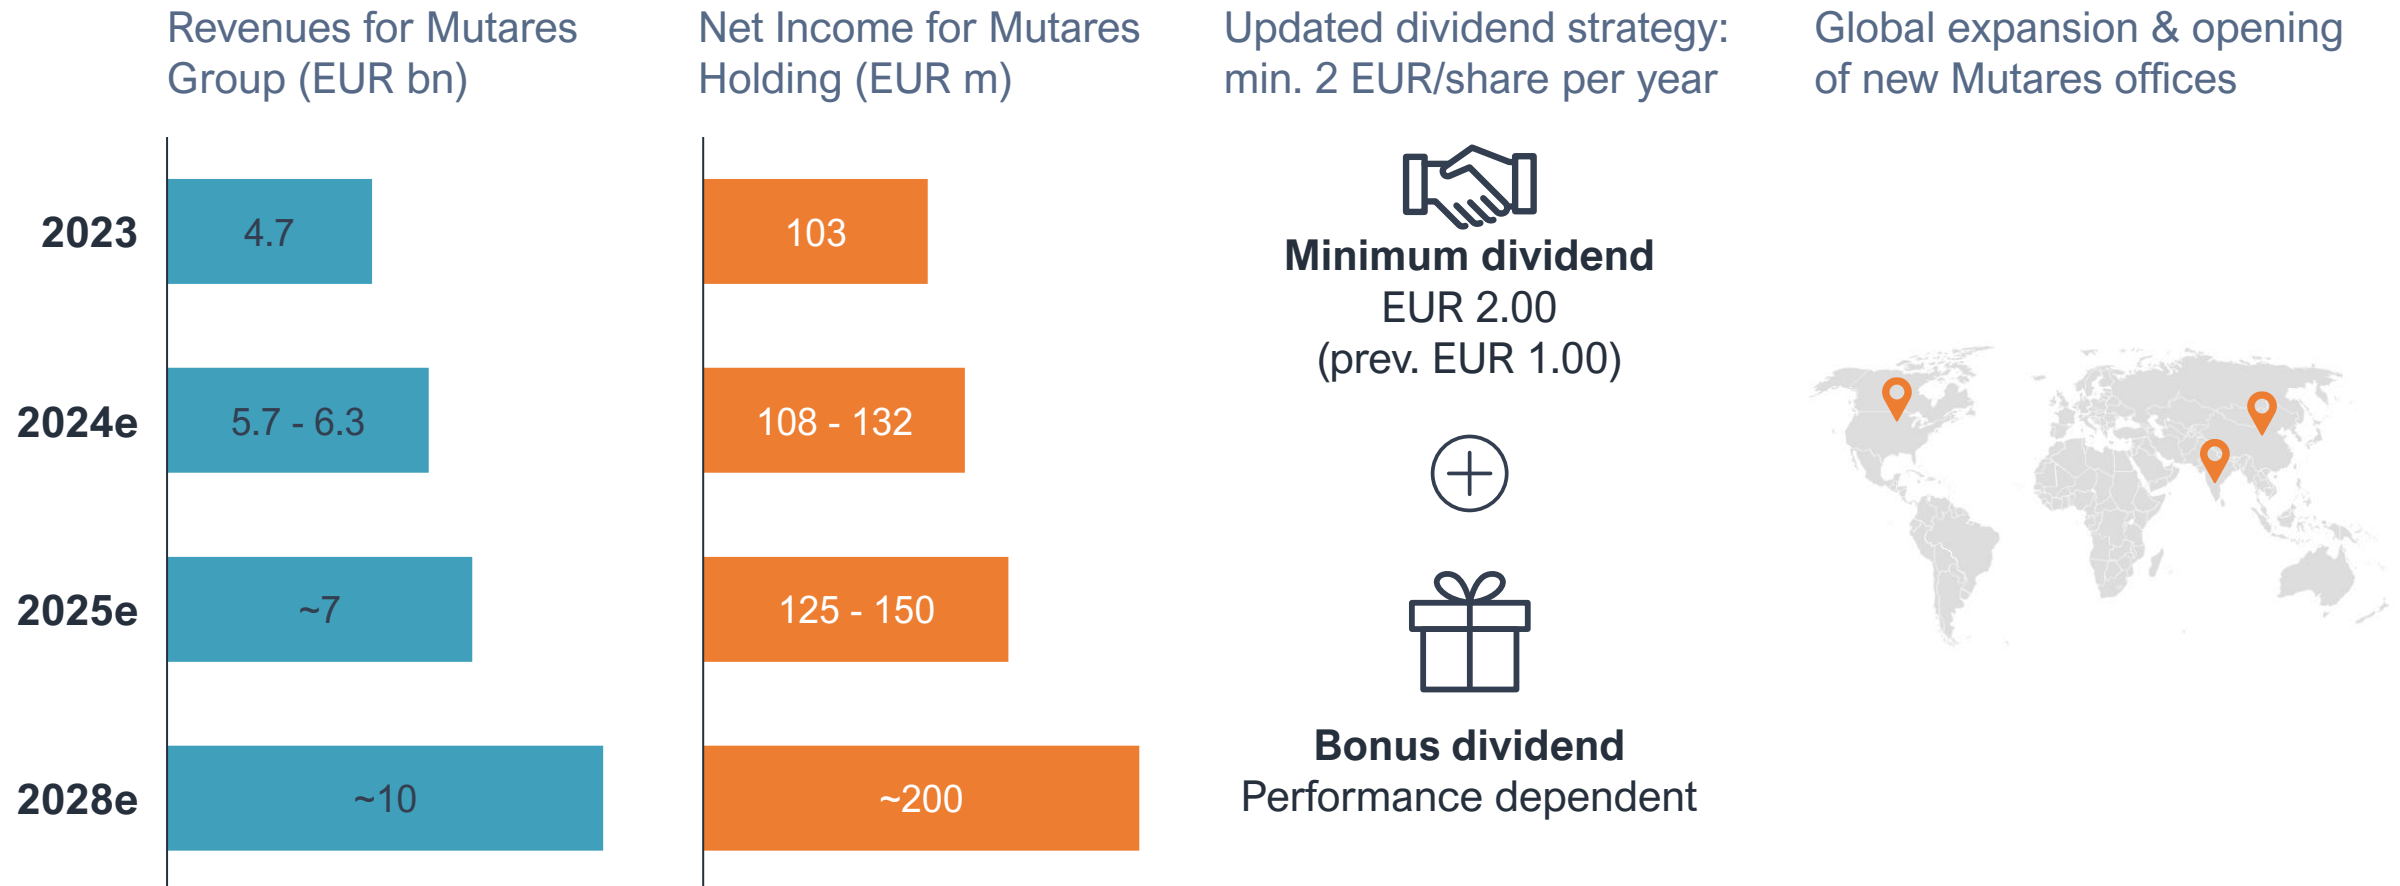 Revenues for Mutares
Group (EUR bn)
Net Income for Mutares
Holding (EUR m)
Updated dividend strategy:
min. 2 EUR/share per year
Global expansion & opening
of new Mutares offices
2023
4.7
103
2024e
5.7 - 6.3
108 - 132
2025e
~7
125 - 150
2028e
~10
~200
Minimum dividend
EUR 2.00
(prev. EUR 1.00)
Bonus dividend
Performance dependent